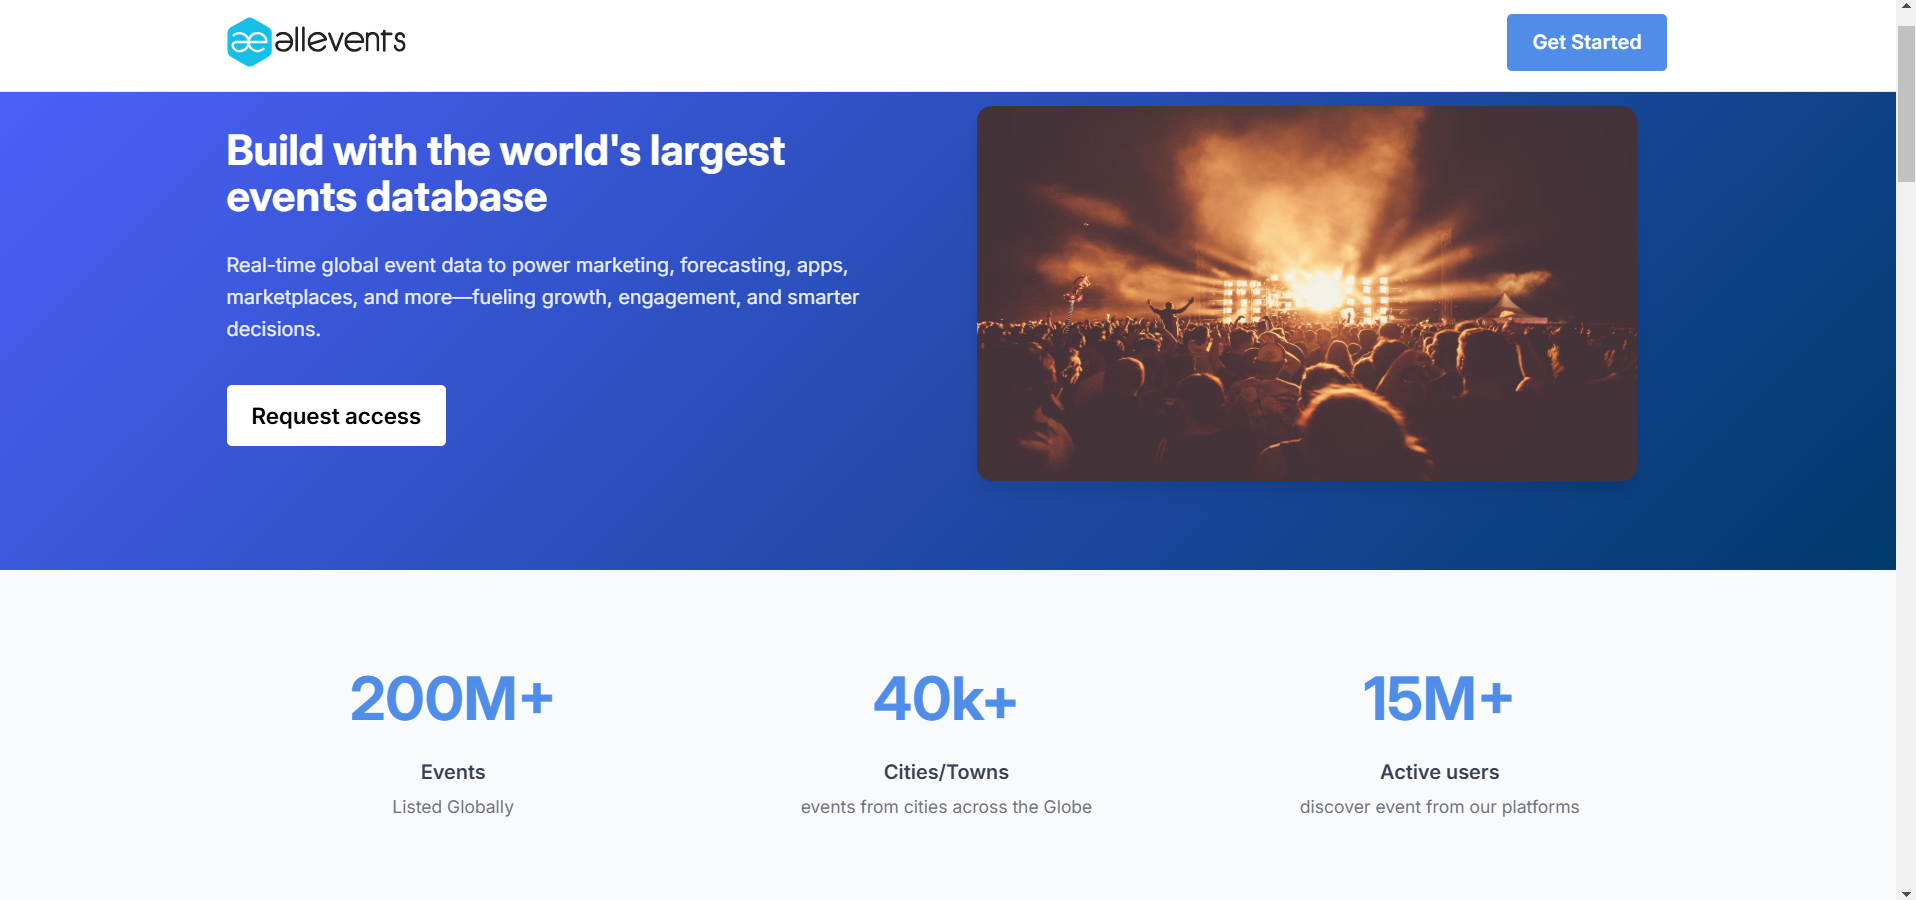 allevents
Get Started
Build with the world's largest
events database
Real-time global event data to power marketing, forecasting, apps,
marketplaces, and more—fueling growth, engagement, and smarter
decisions.
Request access
200M+
Events
Listed Globally
40k+
Cities/Towns
events from cities across the Globe
15M+
Active users
discover event from our platforms